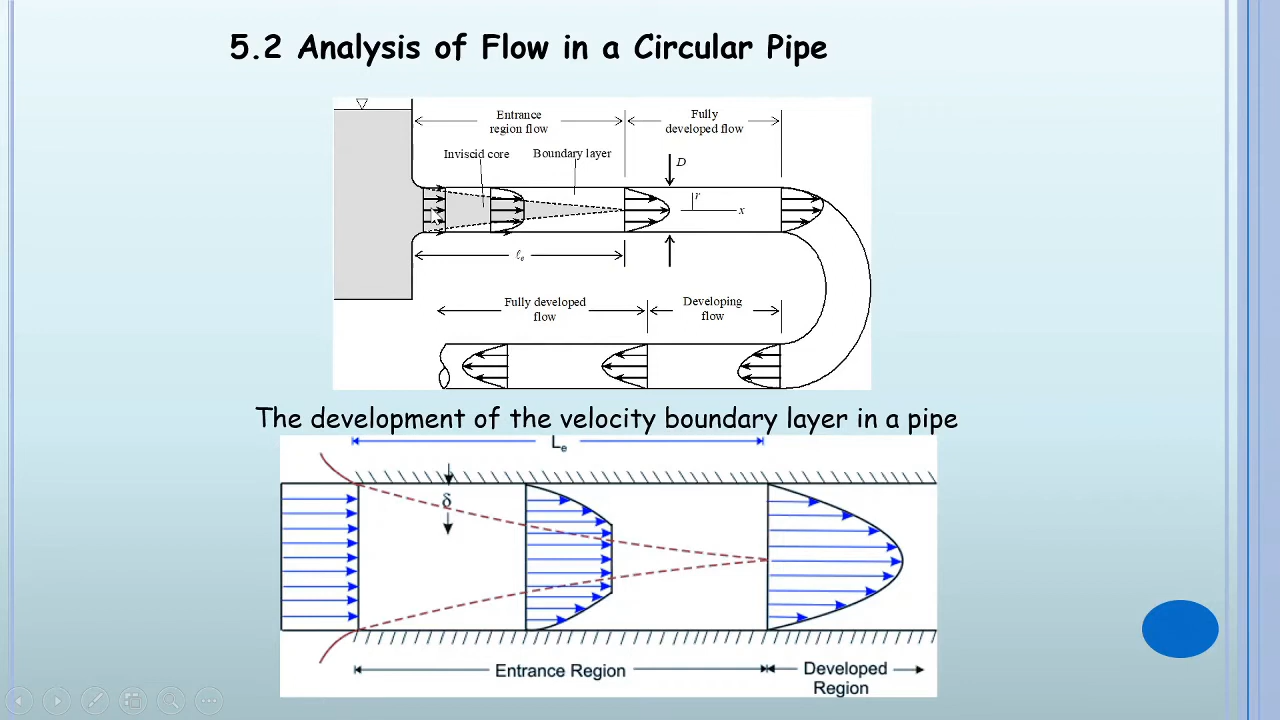 5.2 Analysis of Flow in a Circular Pipe
Entrance
region flow
Fully
developed flow
Inviscid core
Boundary layer
D
r
x
ℓe
Fully developed
flow
Developing
flow
The development of the velocity boundary layer in a pipe
Le
δ
Entrance Region
Developed
Region